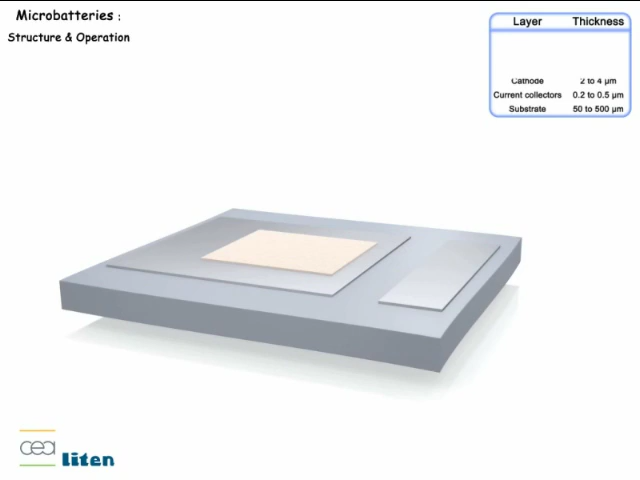 Microbatteries :
Structure & Operation
Layer Thickness
Cathode 2 to 4 µm
Current collectors 0.2 to 0.5 µm
Substrate 50 to 500 µm
cea
liten